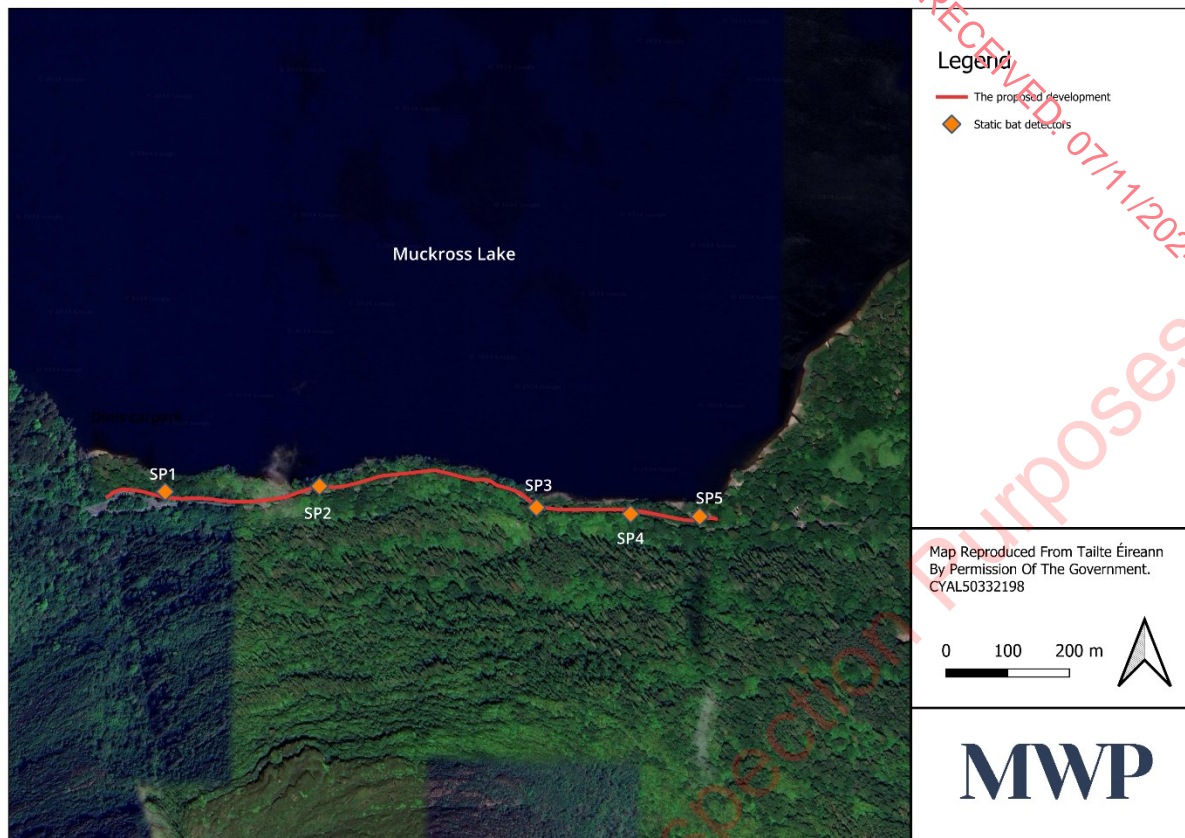 Muckross Lake
SP1
SP2
SP3
SP4
SP5
Legend
The proposed development
Static bat detectors
RECEIVED: 07/11/202
Map Reproduced From Tailte Éireann
By Permission Of The Government.
CYAL50332198
0 100 200 m
MWP
spection Purposes